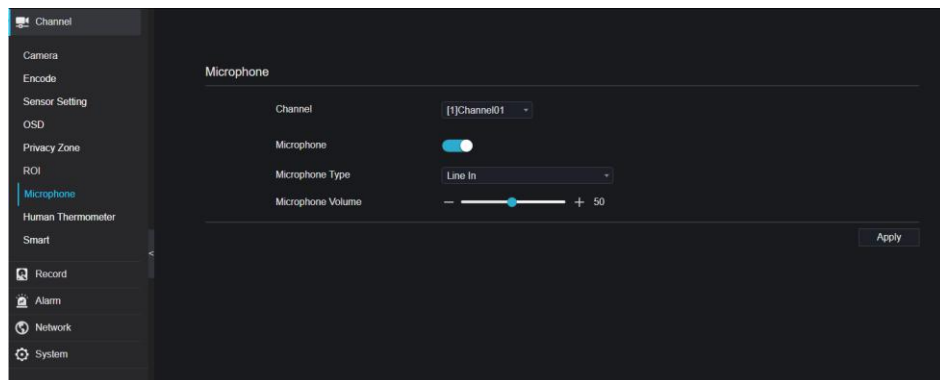 Channel
Camera
Encode
Sensor Setting
OSD
Privacy Zone
ROI
Microphone
Human Thermometer
Smart
Record
Alarm
Network
System
Microphone
Channel [1]Channel01
Microphone
Microphone Type Line In
Microphone Volume 50
Apply